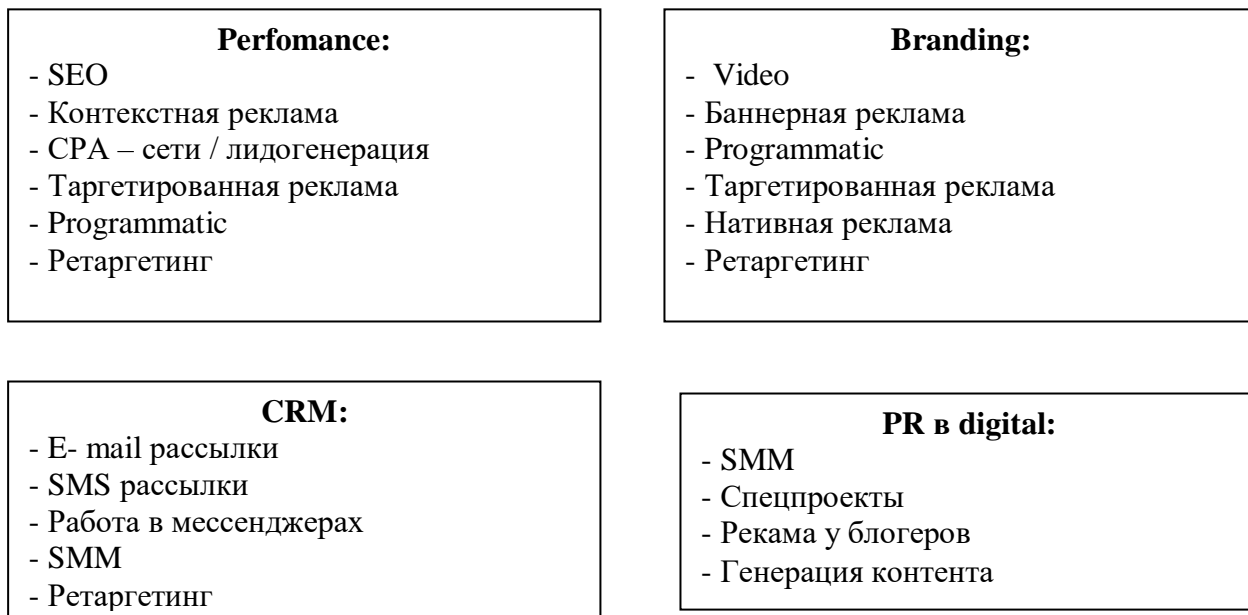 Perfomance:
- SEO
- Контекстная реклама
- CPA – сети / лидогенерация
- Таргетированная реклама
- Programmatic
- Ретаргетинг
Branding:
- Video
- Баннерная реклама
- Programmatic
- Таргетированная реклама
- Нативная реклама
- Ретаргетинг
CRM:
- E- mail рассылки
- SMS рассылки
- Работа в мессенджерах
- SMM
- Ретаргетинг
PR в digital:
- SMM
- Спецпроекты
- Рекама у блогеров
- Генерация контента